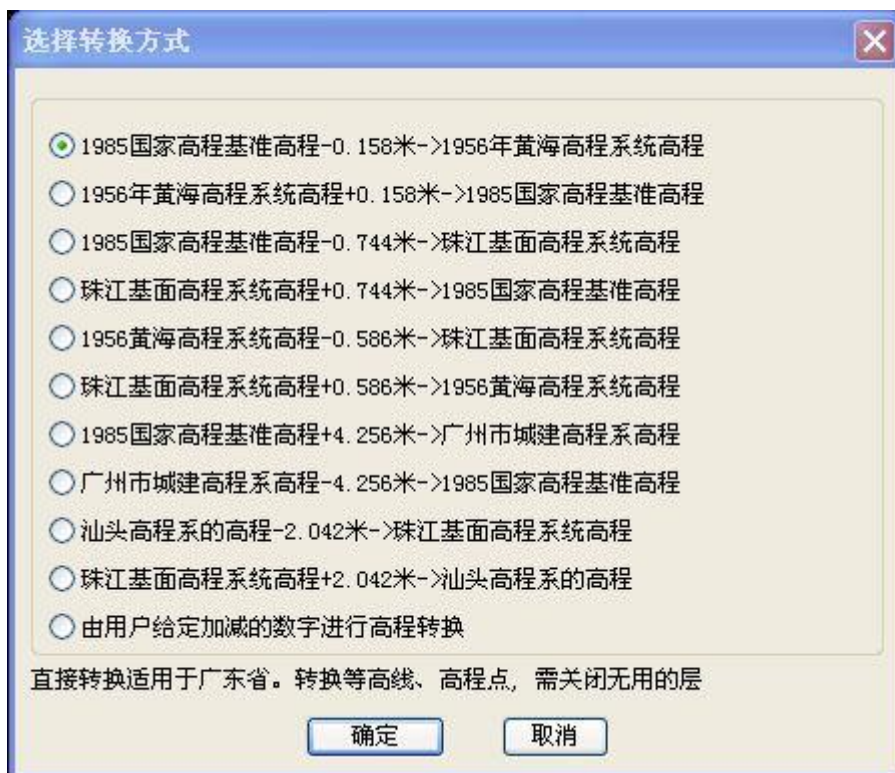 选择转换方式
1985国家高程基准高程-0.158米->1956年黄海高程系统高程
1956年黄海高程系统高程+0.158米->1985国家高程基准高程
1985国家高程基准高程-0.744米->珠江基面高程系统高程
珠江基面高程系统高程+0.744米->1985国家高程基准高程
1956黄海高程系统高程-0.586米->珠江基面高程系统高程
珠江基面高程系统高程+0.586米->1956黄海高程系统高程
1985国家高程基准高程+4.256米->广州市城建高程系高程
广州市城建高程系高程-4.256米->1985国家高程基准高程
汕头高程系的高程-2.042米->珠江基面高程系统高程
珠江基面高程系统高程+2.042米->汕头高程系的高程
由用户给定加减的数字进行高程转换
直接转换适用于广东省。转换等高线、高程点, 需关闭无用的层
确定 取消